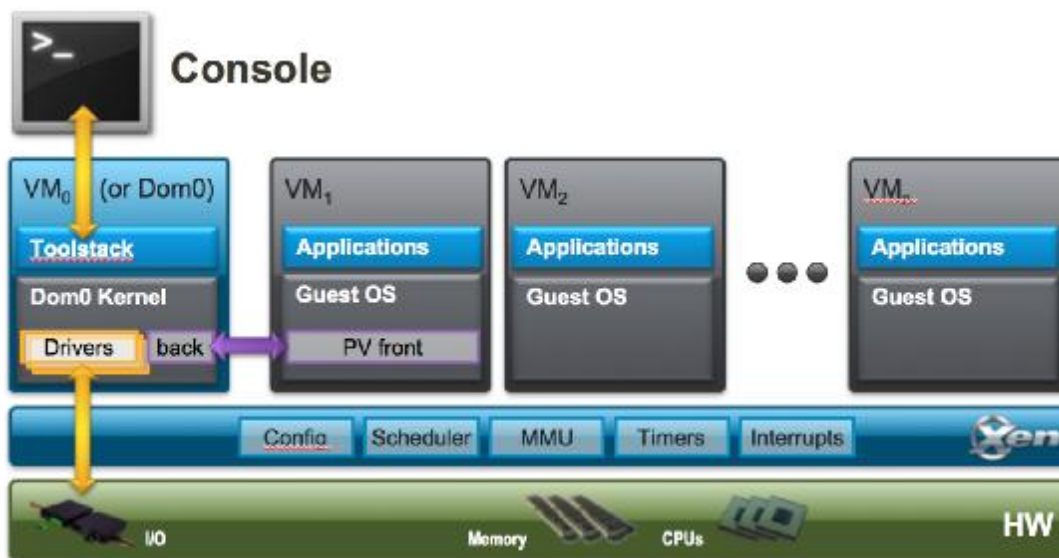 >_
Console
VM₀ (or Dom0)
Toolstack
Dom0 Kernel
Drivers
back
VM₁
Applications
Guest OS
PV front
VM₂
Applications
Guest OS
VMₙ
Applications
Guest OS
Config
Scheduler
MMU
Timers
Interrupts
Xen
I/O
Memory
CPUs
HW